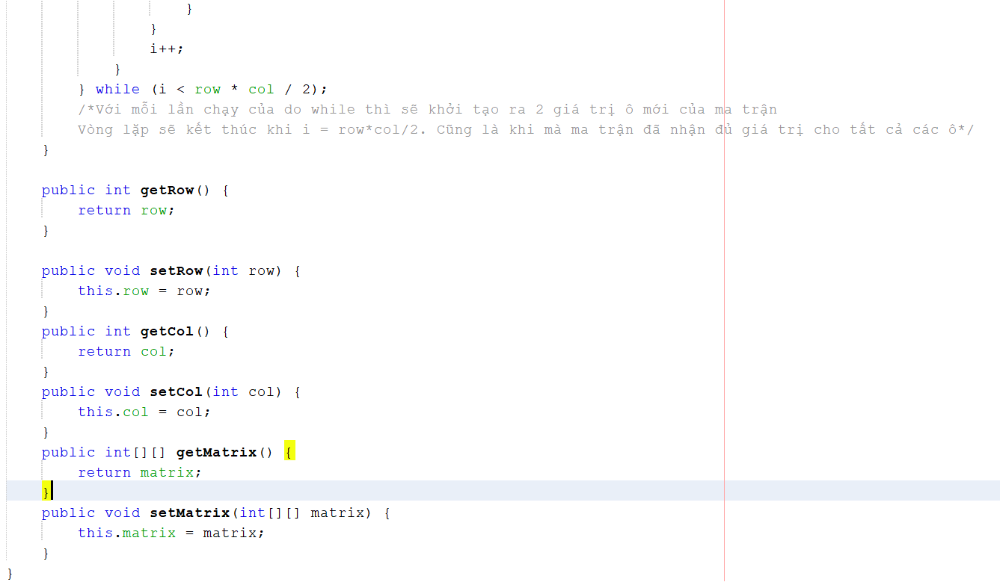 }
}
i++;
}
} while (i < row * col / 2);
/*Với mỗi lần chạy của do while thì sẽ khởi tạo ra 2 giá trị ô mới của ma trận
Vòng lặp sẽ kết thúc khi i = row*col/2. Cũng là khi mà ma trận đã nhận đủ giá trị cho tất cả các ô*/
}
public int getRow() {
return row;
}
public void setRow(int row) {
this.row = row;
}
public int getCol() {
return col;
}
public void setCol(int col) {
this.col = col;
}
public int[][] getMatrix() {
return matrix;
}
public void setMatrix(int[][] matrix) {
this.matrix = matrix;
}
}